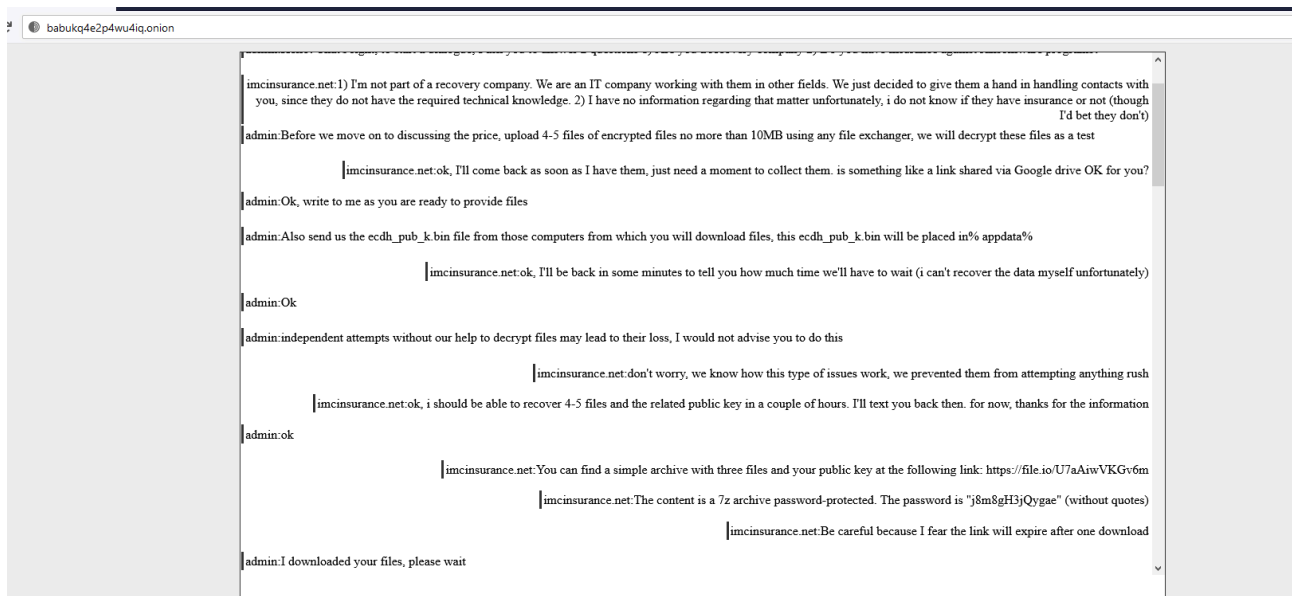 babukq4e2p4wu4iq.onion
imcinsurance.net:1) I'm not part of a recovery company. We are an IT company working with them in other fields. We just decided to give them a hand in handling contacts with
you, since they do not have the required technical knowledge. 2) I have no information regarding that matter unfortunately, i do not know if they have insurance or not (though
I'd bet they don't)
admin:Before we move on to discussing the price, upload 4-5 files of encrypted files no more than 10MB using any file exchanger, we will decrypt these files as a test
imcinsurance.net:ok, I'll come back as soon as I have them, just need a moment to collect them. is something like a link shared via Google drive OK for you?
admin:Ok, write to me as you are ready to provide files
admin:Also send us the ecdh_pub_k.bin file from those computers from which you will download files, this ecdh_pub_k.bin will be placed in% appdata%
imcinsurance.net:ok, I'll be back in some minutes to tell you how much time we'll have to wait (i can't recover the data myself unfortunately)
admin:Ok
admin:independent attempts without our help to decrypt files may lead to their loss, I would not advise you to do this
imcinsurance.net:don't worry, we know how this type of issues work, we prevented them from attempting anything rush
imcinsurance.net:ok, i should be able to recover 4-5 files and the related public key in a couple of hours. I'll text you back then. for now, thanks for the information
admin:ok
imcinsurance.net:You can find a simple archive with three files and your public key at the following link: https://file.io/U7aAiwVKGv6m
imcinsurance.net:The content is a 7z archive password-protected. The password is "j8m8gH3jQygae" (without quotes)
imcinsurance.net:Be careful because I fear the link will expire after one download
admin:I downloaded your files, please wait